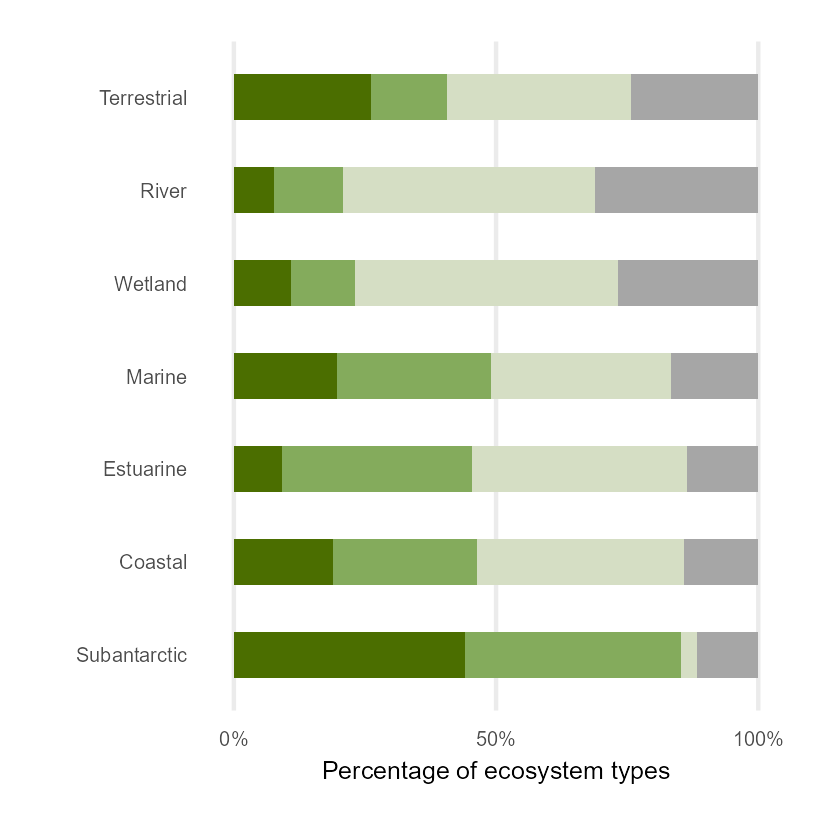 Terrestrial
River
Wetland
Marine
Estuarine
Coastal
Subantarctic
0% 50% 100%
Percentage of ecosystem types